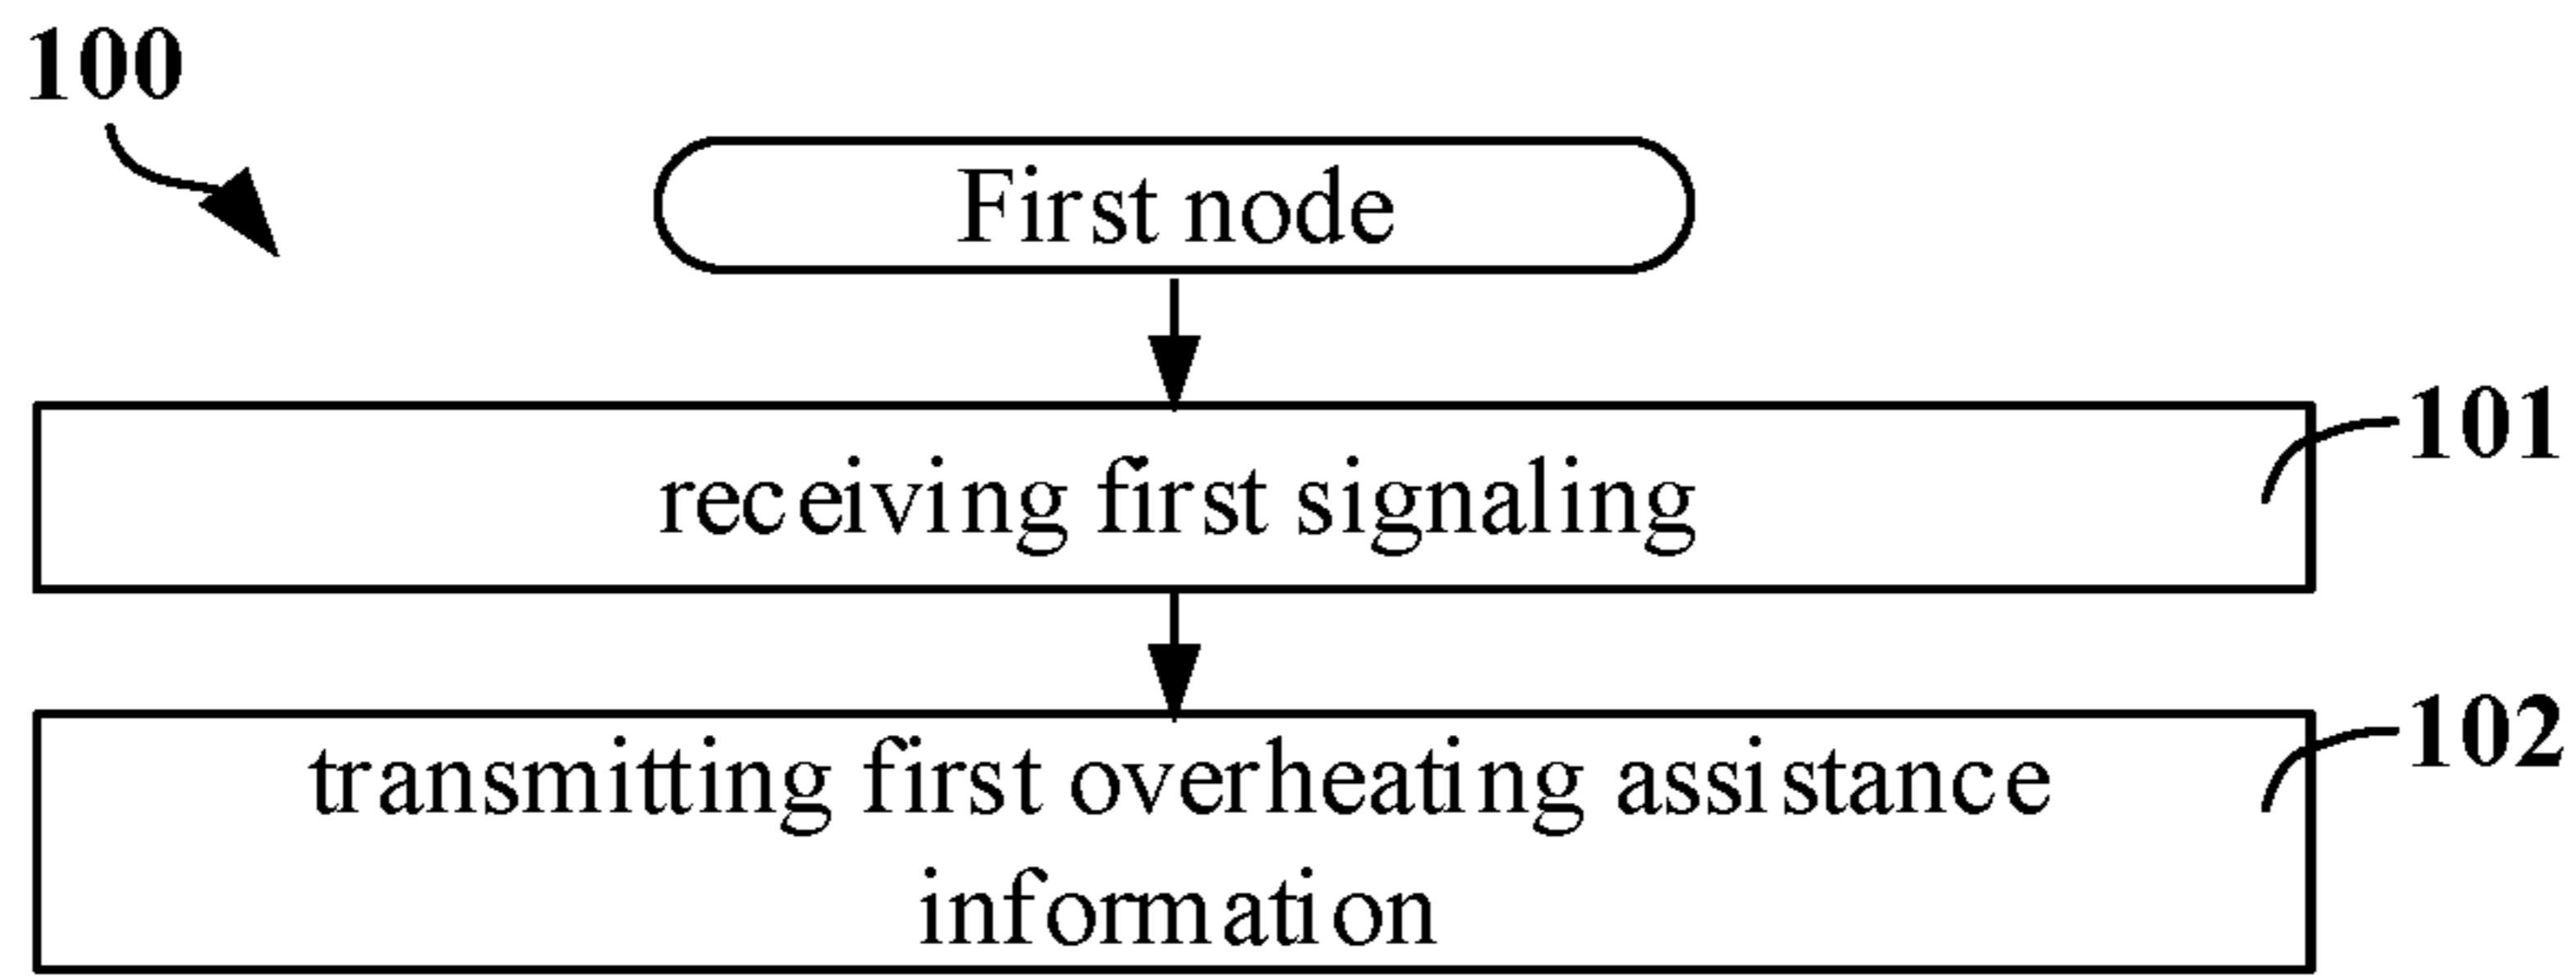 100
First node
receiving first signaling
101
transmitting first overheating assistance
information
102